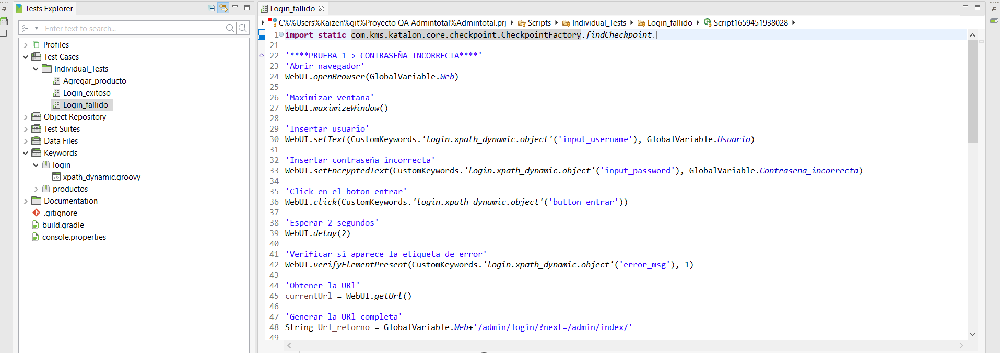 Tests Explorer
Enter text to search...
Profiles
Test Cases
Individual_Tests
Agregar_producto
Login_exitoso
Login_fallido
Object Repository
Test Suites
Data Files
Keywords
login
xpath_dynamic.groovy
productos
Documentation
.gitignore
build.gradle
console.properties
Login_fallido
C%%Users%Kaizen%git%Proyecto QA Admintotal%Admintotal.prj Scripts Individual_Tests Login_fallido Script1659451938028
1 import static com.kms.katalon.core.checkpoint.CheckpointFactory.findCheckpoint
21
22 '****PRUEBA 1 > CONTRASEÑA INCORRECTA****'
23 'Abrir navegador'
24 WebUI.openBrowser(GlobalVariable.Web)
25
26 'Maximizar ventana'
27 WebUI.maximizeWindow()
28
29 'Insertar usuario'
30 WebUI.setText(CustomKeywords.'login.xpath_dynamic.object'('input_username'), GlobalVariable.Usuario)
31
32 'Insertar contraseña incorrecta'
33 WebUI.setEncryptedText(CustomKeywords.'login.xpath_dynamic.object'('input_password'), GlobalVariable.Contrasena_incorrecta)
34
35 'Click en el boton entrar'
36 WebUI.click(CustomKeywords.'login.xpath_dynamic.object'('button_entrar'))
37
38 'Esperar 2 segundos'
39 WebUI.delay(2)
40
41 'Verificar si aparece la etiqueta de error'
42 WebUI.verifyElementPresent(CustomKeywords.'login.xpath_dynamic.object'('error_msg'), 1)
43
44 'Obtener la URl'
45 currentUrl = WebUI.getUrl()
46
47 'Generar la URl completa'
48 String Url_retorno = GlobalVariable.Web+'/admin/login/?next=/admin/index/'
49